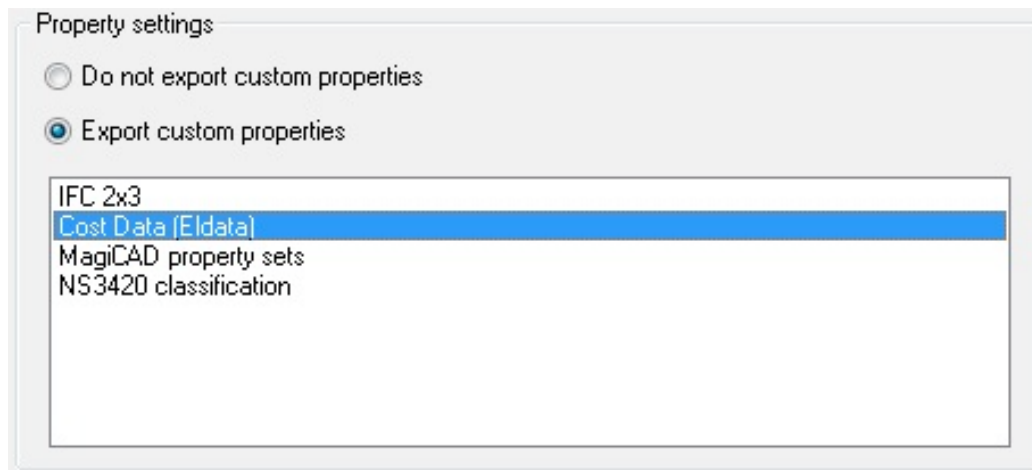 Property settings
Do not export custom properties
Export custom properties
IFC 2x3
Cost Data (Eldata)
MagiCAD property sets
NS3420 classification